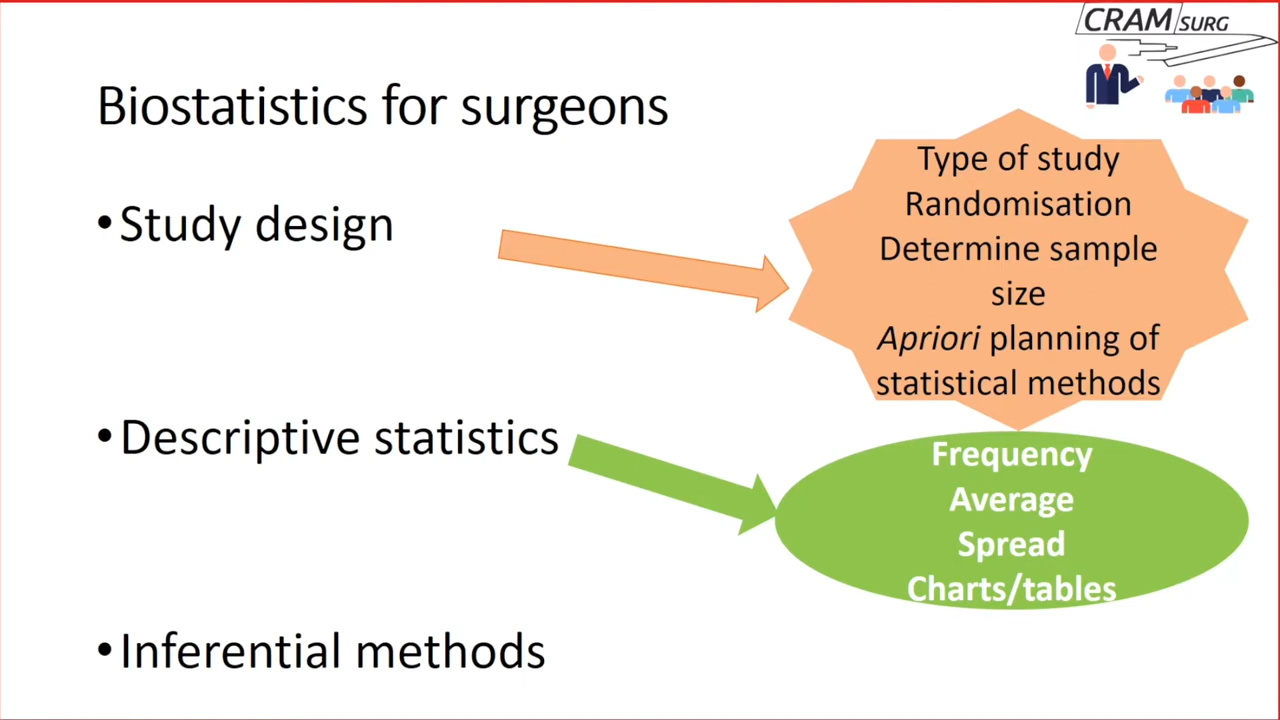 CRAM SURG
Biostatistics for surgeons
•Study design
Type of study
Randomisation
Determine sample
size
Apriori planning of
statistical methods
•Descriptive statistics
Frequency
Average
Spread
Charts/tables
•Inferential methods